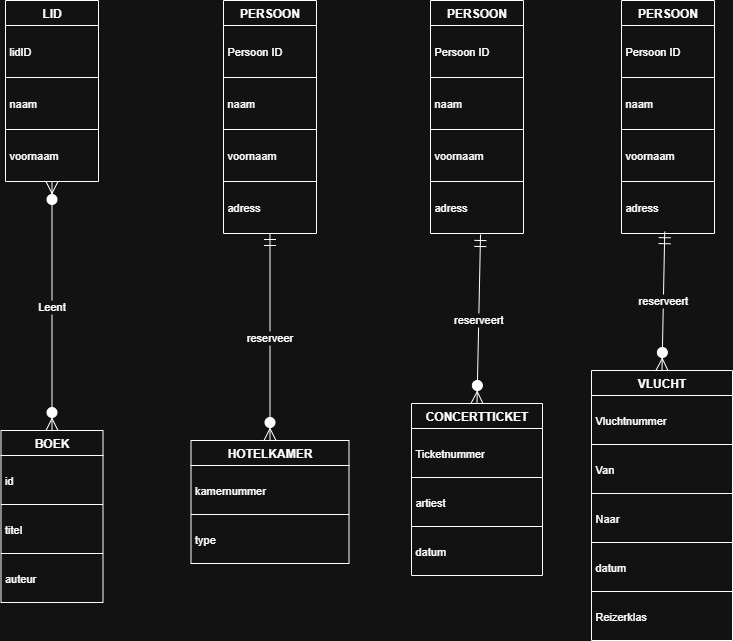 LID
lidID
naam
voornaam
Leent
BOEK
id
titel
auteur
PERSOON
Persoon ID
naam
voornaam
adress
reserveer
HOTELKAMER
kamernummer
type
PERSOON
Persoon ID
naam
voornaam
adress
reserveert
CONCERTTICKET
Ticketnummer
artiest
datum
PERSOON
Persoon ID
naam
voornaam
adress
reserveert
VLUCHT
Vluchtnummer
Van
Naar
datum
Reizerklas